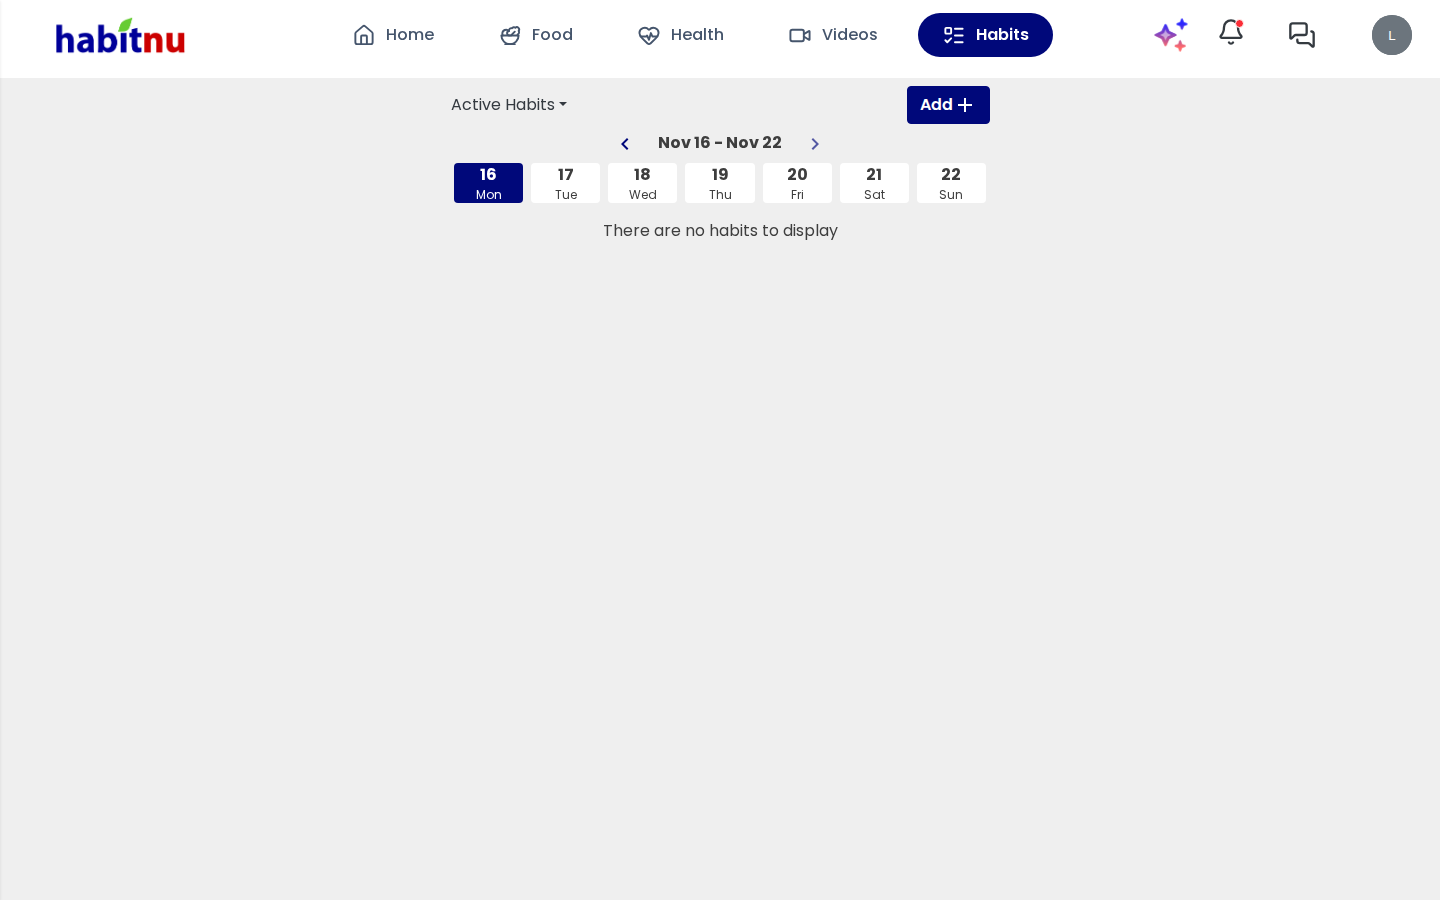 habitnu
Home
Food
Health
Videos
Habits
L
Active Habits
Add
Nov 16 - Nov 22
16
Mon
17
Tue
18
Wed
19
Thu
20
Fri
21
Sat
22
Sun
There are no habits to display